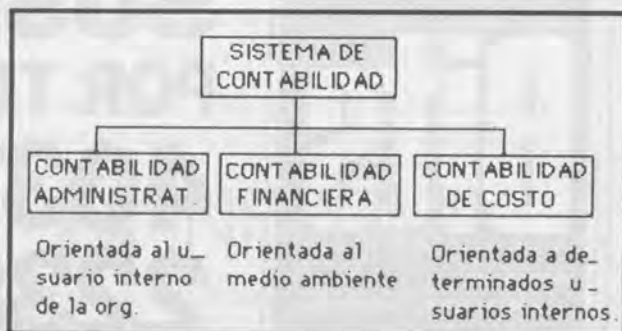 SISTEMA DE
CONTABILIDAD
CONTABILIDAD
ADMINISTRAT.
CONTABILIDAD
FINANCIERA
CONTABILIDAD
DE COSTO
Orientada al u_
suario interno
de la org.
Orientada al
medio ambiente
Orientada a de_
terminados u_
suarios internos.